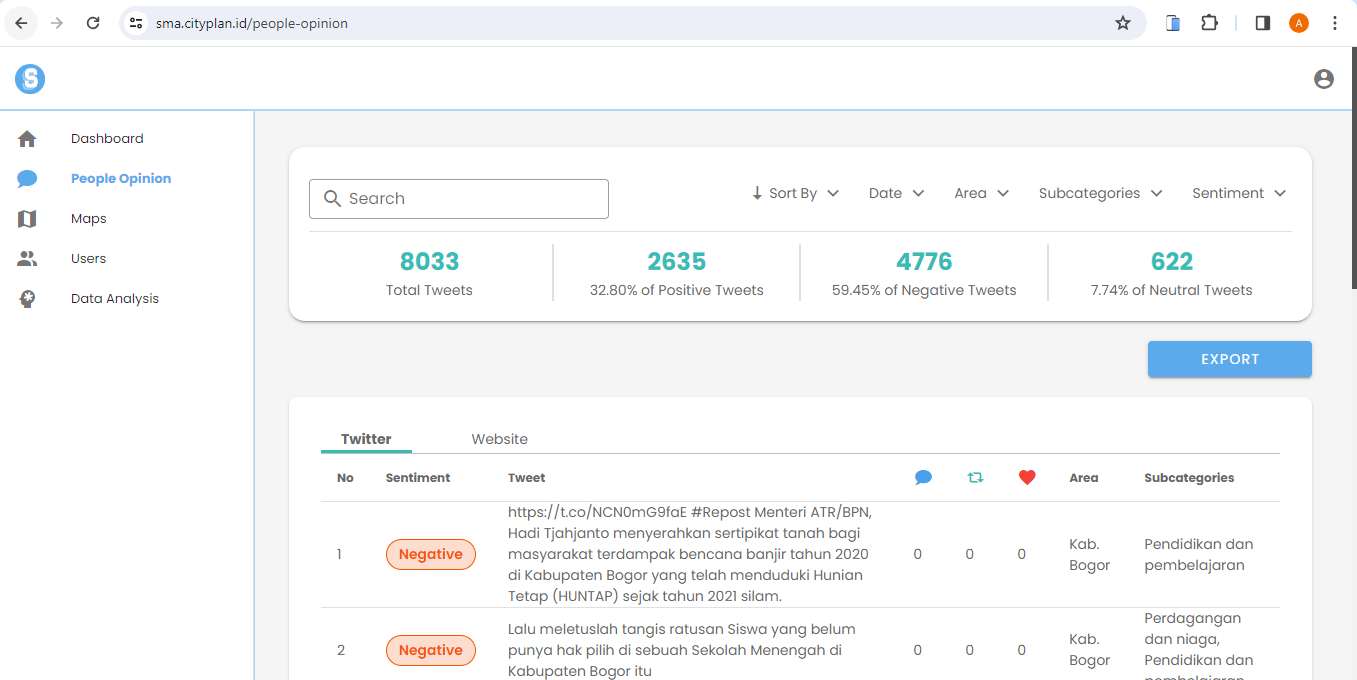 sma.cityplan.id/people-opinion
A
S
Dashboard
People Opinion
Maps
Users
Data Analysis
Search
Sort By
Date
Area
Subcategories
Sentiment
8033
Total Tweets
2635
32.80% of Positive Tweets
4776
59.45% of Negative Tweets
622
7.74% of Neutral Tweets
EXPORT
Twitter
Website
No
Sentiment
Tweet
Area
Subcategories
1
Negative
https://t.co/NCN0mG9faE #Repost Menteri ATR/BPN,
Hadi Tjahjanto menyerahkan sertipikat tanah bagi
masyarakat terdampak bencana banjir tahun 2020
di Kabupaten Bogor yang telah menduduki Hunian
Tetap (HUNTAP) sejak tahun 2021 silam.
0
0
0
Kab.
Bogor
Pendidikan dan
pembelajaran
2
Negative
Lalu meletuslah tangis ratusan Siswa yang belum
punya hak pilih di sebuah Sekolah Menengah di
Kabupaten Bogor itu
0
0
0
Kab.
Bogor
Perdagangan
dan niaga,
Pendidikan dan
pembelajaran